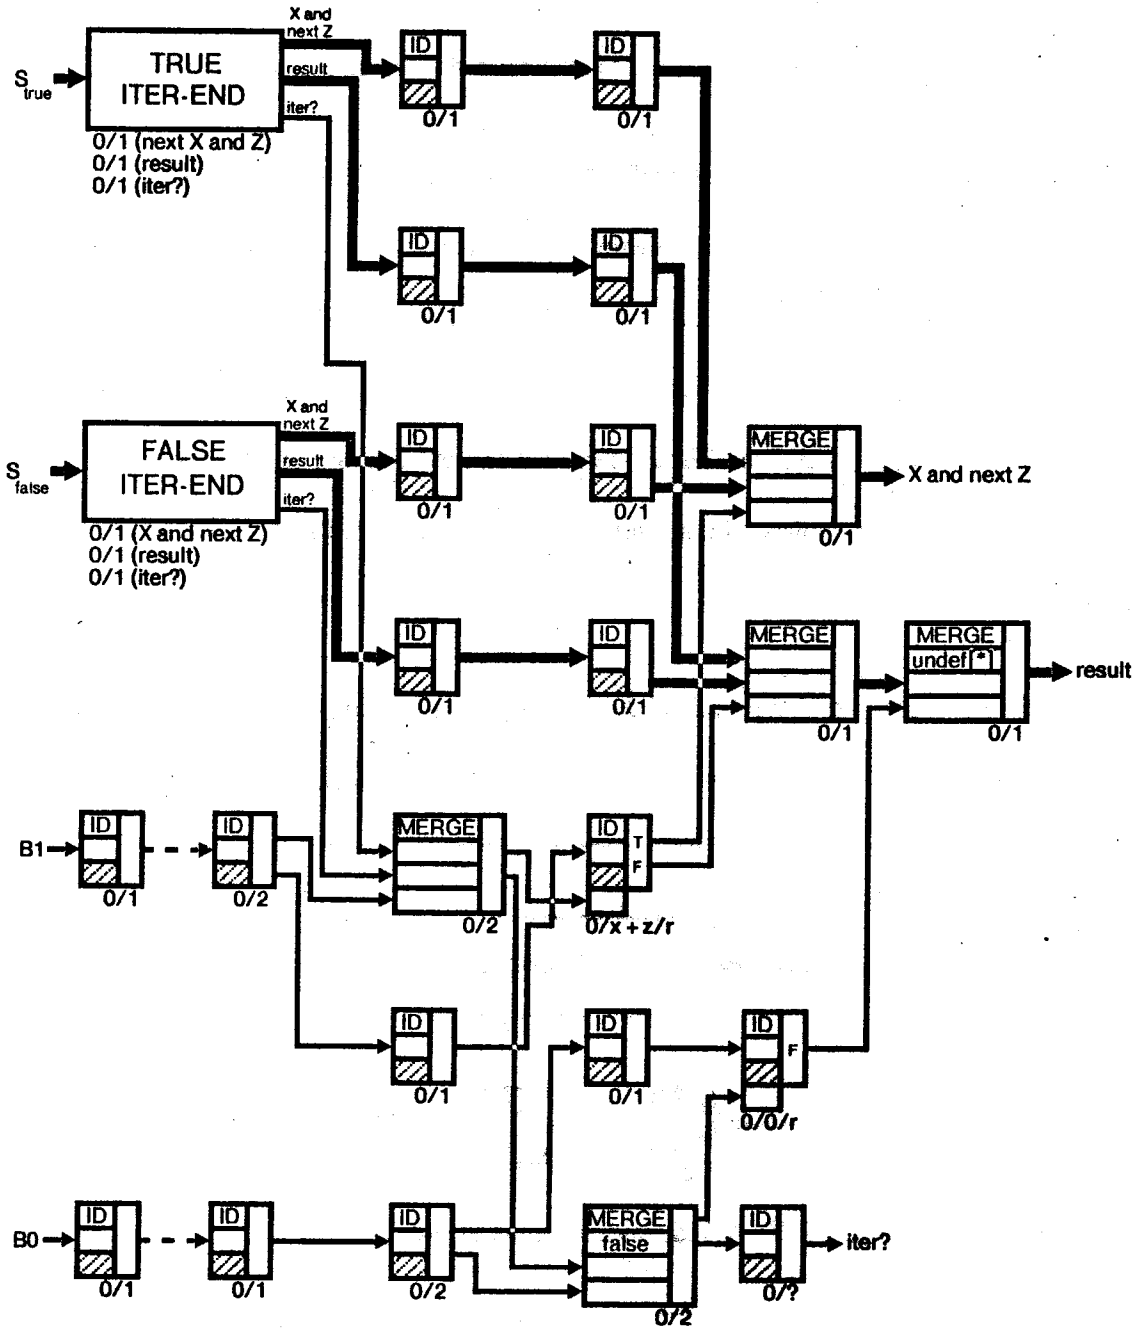 X and
next Z
TRUE
ITER-END
result
iter?
S
true
0/1 (next X and Z)
0/1 (result)
0/1 (iter?)
ID
0/1
ID
0/1
ID
0/1
ID
0/1
X and
next Z
FALSE
ITER-END
result
iter?
S
false
0/1 (X and next Z)
0/1 (result)
0/1 (iter?)
ID
0/1
ID
0/1
MERGE
0/1
X and next Z
ID
0/1
ID
0/1
MERGE
0/1
MERGE
undef[*]
0/1
result
B1
ID
0/1
ID
0/2
MERGE
0/2
ID
T
F
0/x + z/r
ID
0/1
ID
0/1
ID
F
0/0/r
B0
ID
0/1
ID
0/1
ID
0/2
MERGE
false
0/2
ID
0/?
iter?